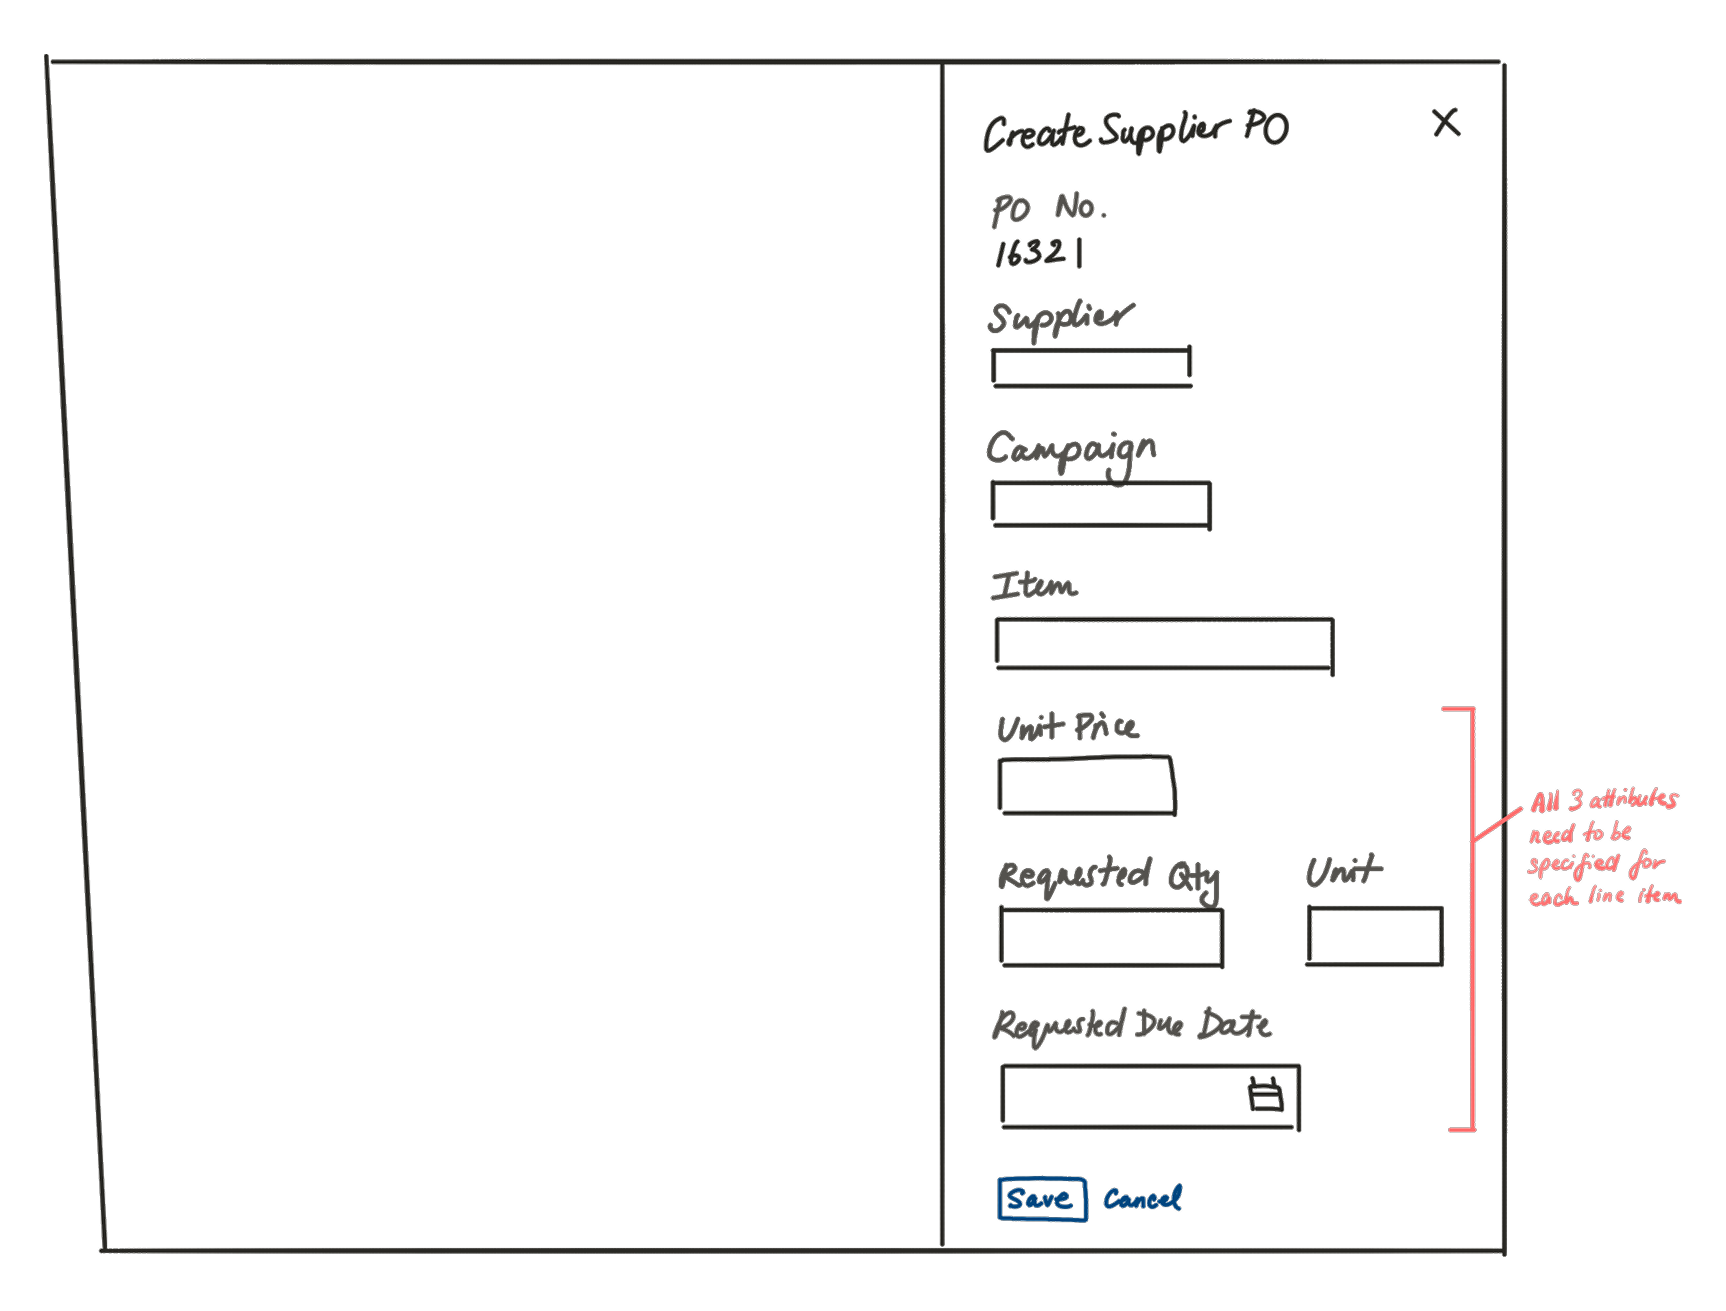 Create Supplier PO
X
PO No.
16321
Supplier
Campaign
Item
Unit Price
Requested Qty
Unit
Requested Due Date
Save Cancel
All 3 attributes
need to be
specified for
each line item